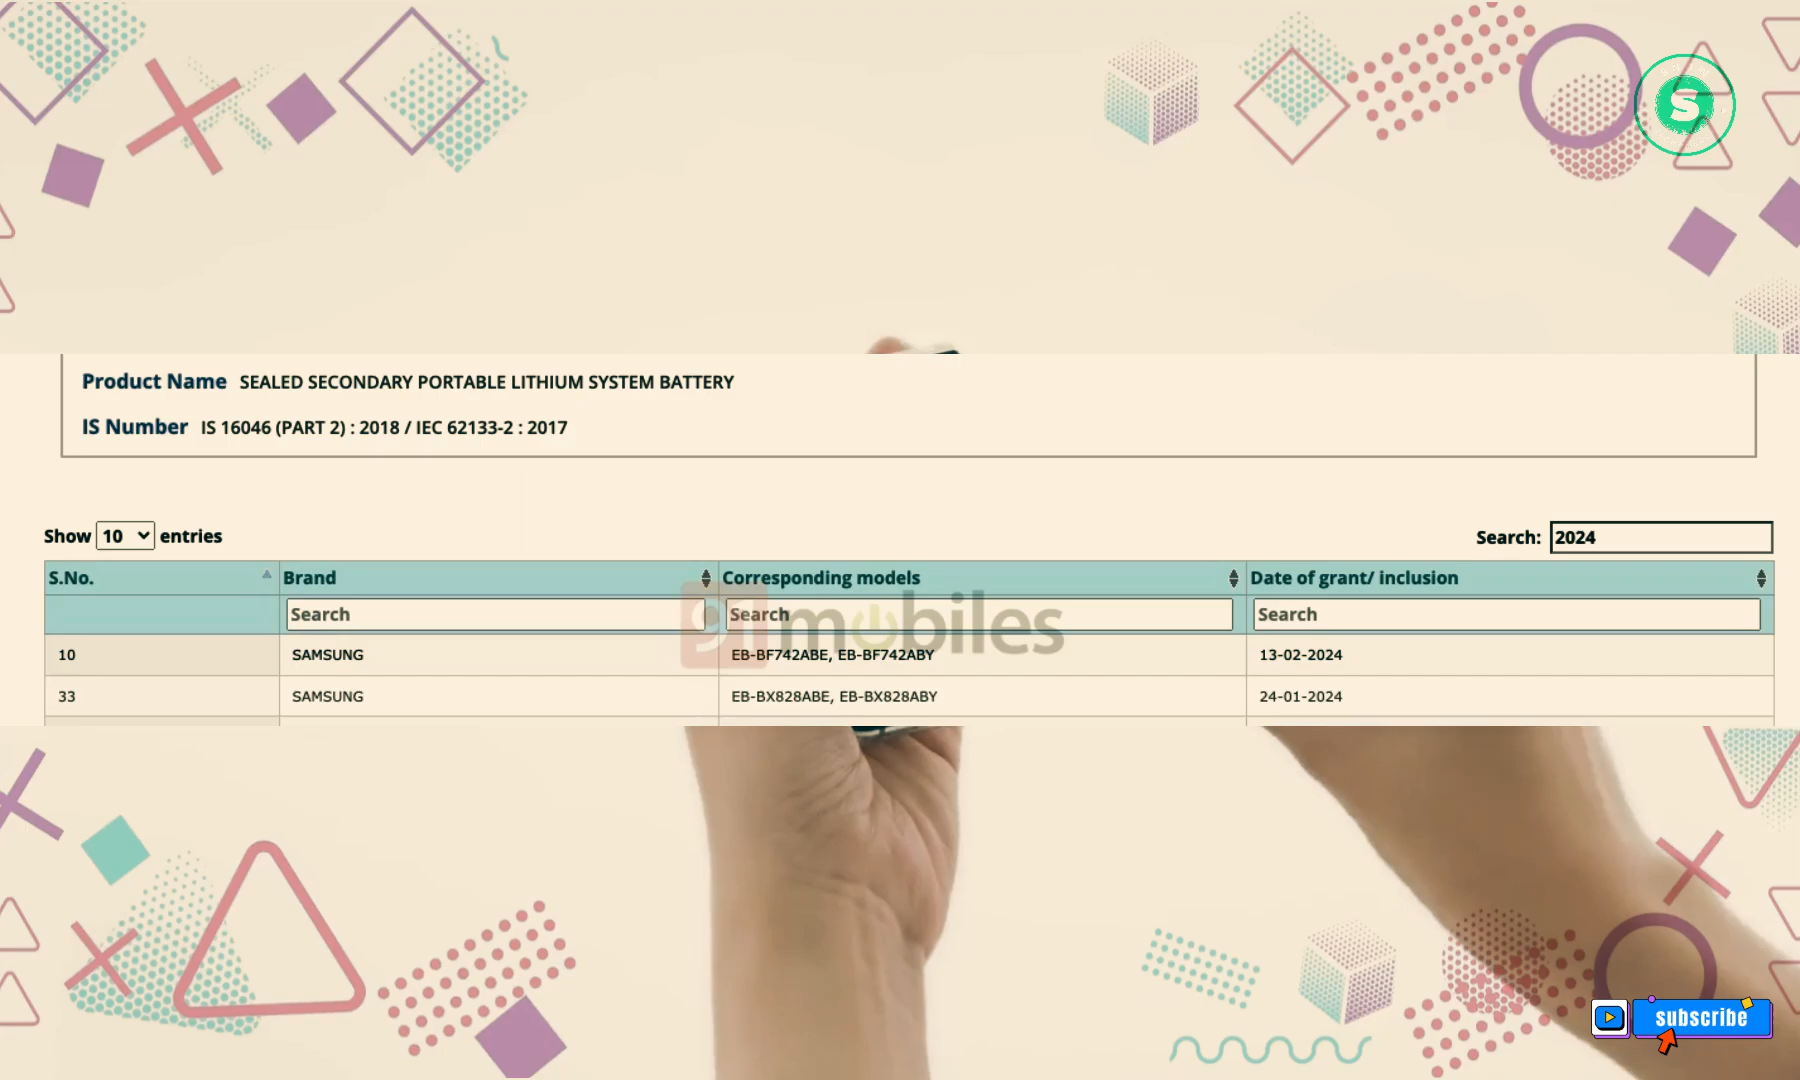 S
Product Name SEALED SECONDARY PORTABLE LITHIUM SYSTEM BATTERY
IS Number IS 16046 (PART 2) : 2018 / IEC 62133-2 : 2017
Show 10 entries
Search: 2024
S.No. Brand Corresponding models Date of grant/ inclusion
Search Search Search
91mobiles
10 SAMSUNG EB-BF742ABE, EB-BF742ABY 13-02-2024
33 SAMSUNG EB-BX828ABE, EB-BX828ABY 24-01-2024
subscribe